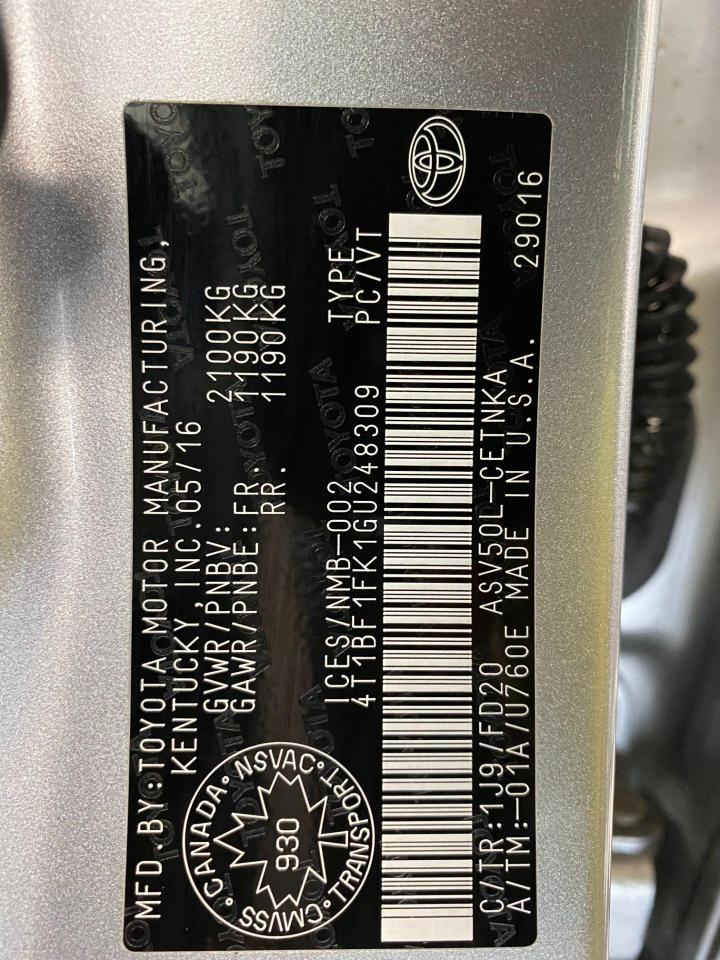 MFD.BY:TOYOTA MOTOR MANUFACTURING,
KENTUCKY,INC.05/16
GVWR/PNBV: 2100KG
GAWR/PNBE:FR. 1190KG
RR. 1190KG
CANADA • NSVAC • TRANSPORT • CMVSS •
930
ICES/NMB-002 TYPE
4T1BF1FK1GU248309 PC/VT
C/TR:1J9/FD20 ASV50L-CETNKA
A/TM:-01A/U760E MADE IN U.S.A. 29016